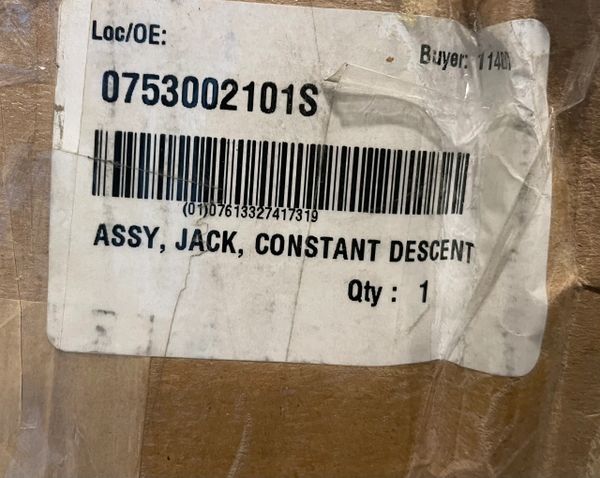 Loc/OE:
Buyer:
0753002101S
(01)07613327417319
ASSY, JACK, CONSTANT DESCENT
Qty : 1